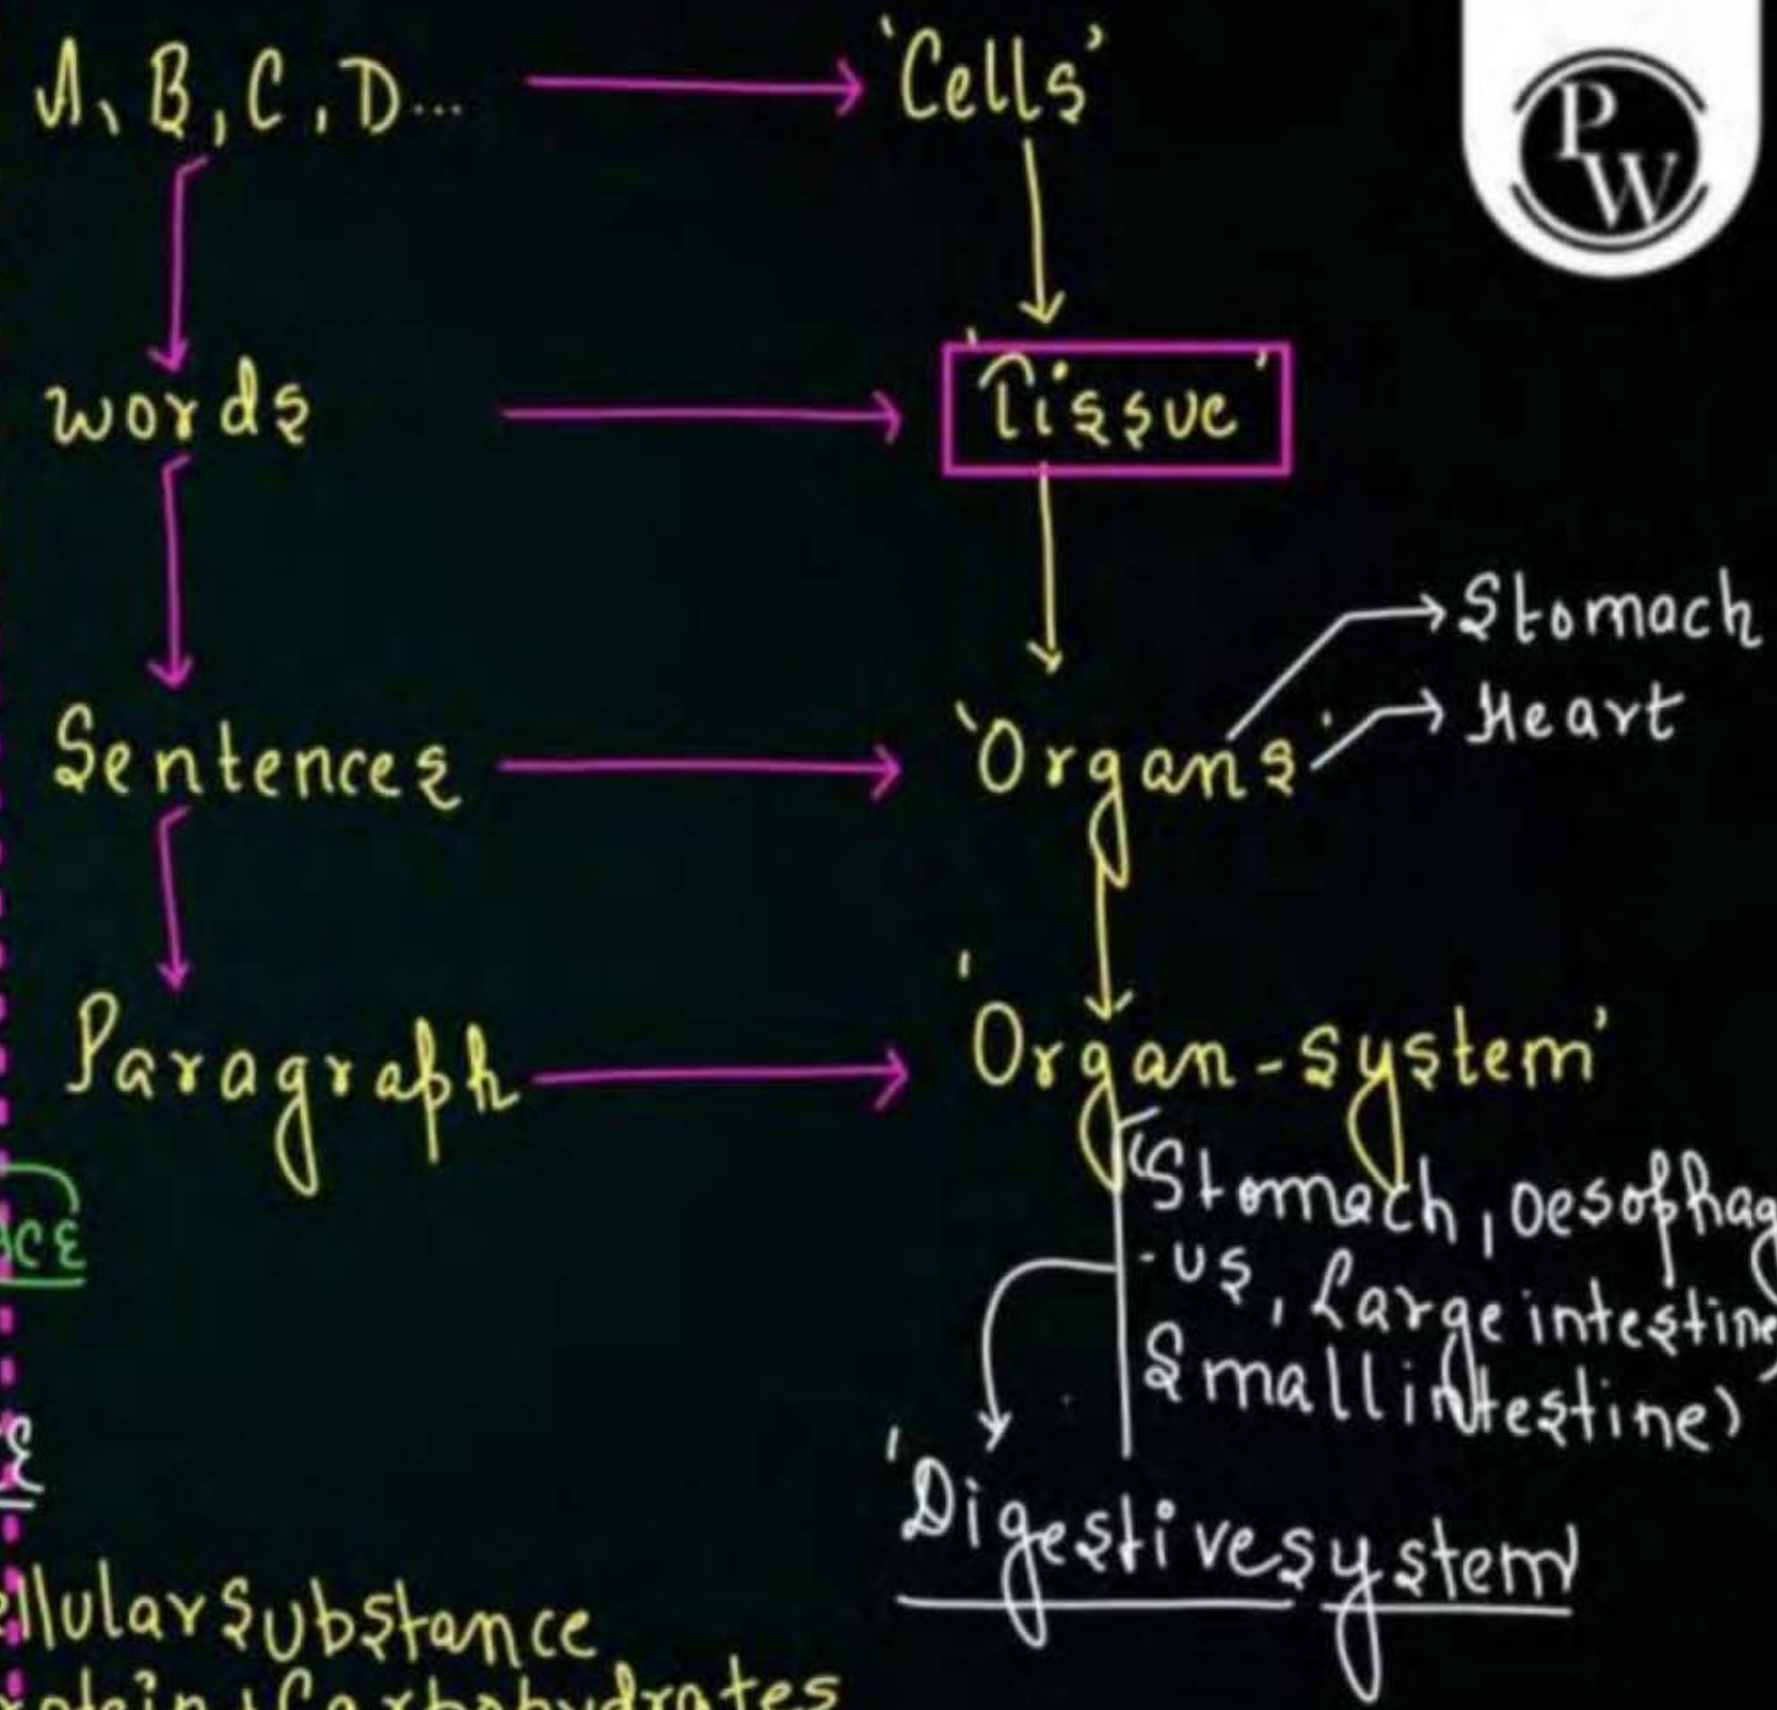 A, B, C, D... 'Cells'
P
W
words 'Tissue'
Stomach
Heart
Sentences 'Organs'
Paragraph 'Organ-system'
(Stomach, oesophag
-us, Large intestine,
Small intestine)
'Digestive system'
Substance
Carbohydrates